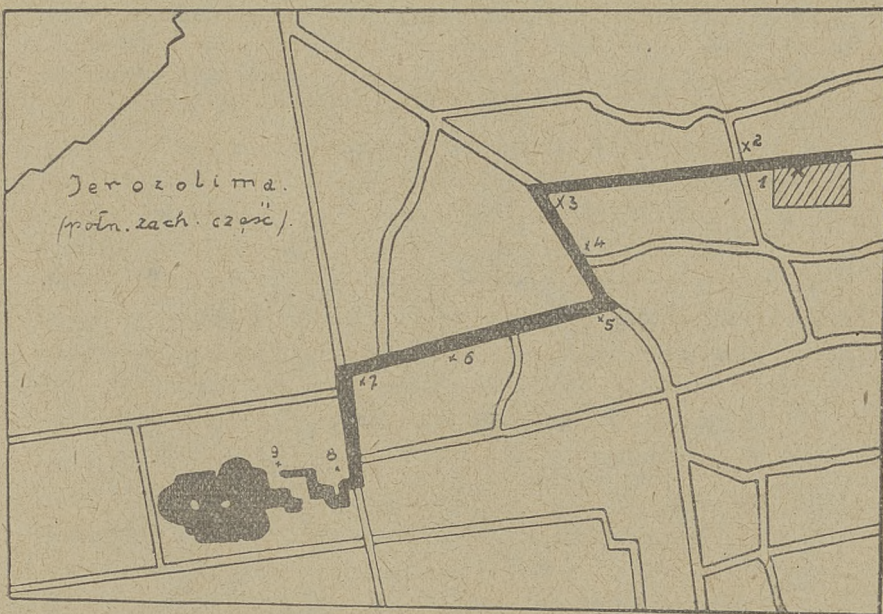 Jerozolima.
(półn. zach. część).
x2
1
x3
x4
x5
x6
x7
8
9